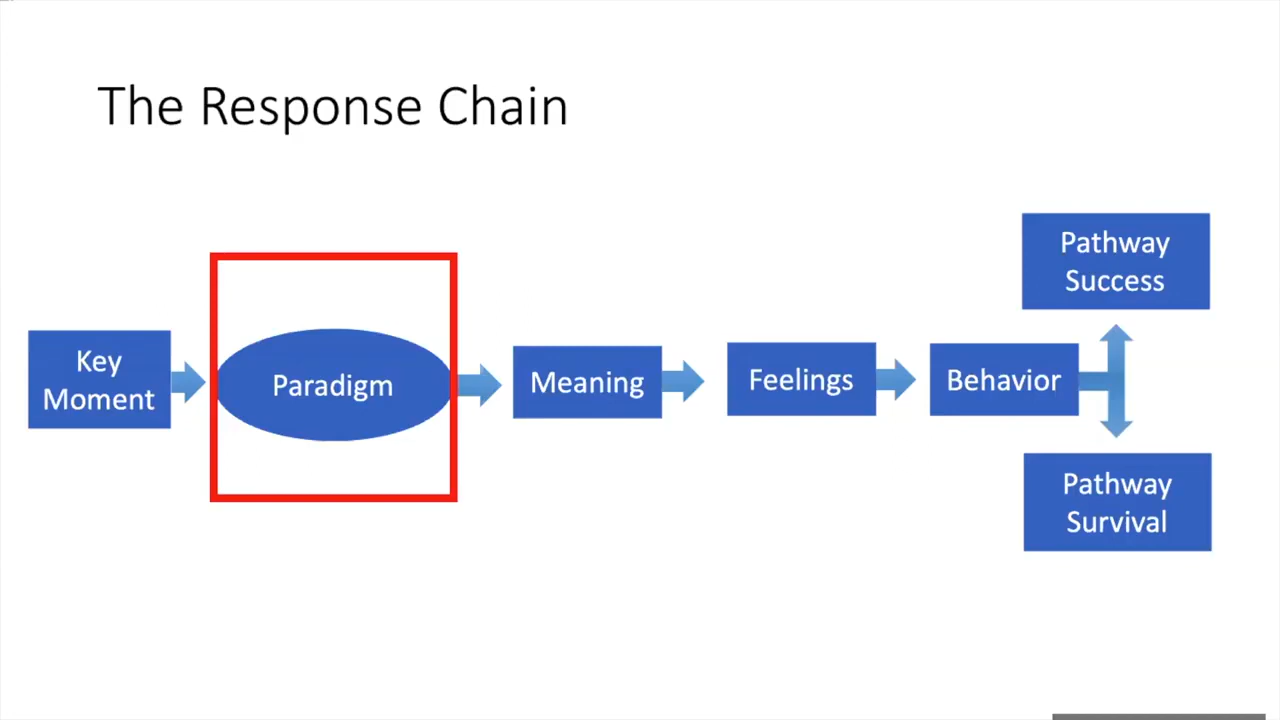 The Response Chain
Key
Moment
Paradigm
Meaning
Feelings
Behavior
Pathway
Success
Pathway
Survival